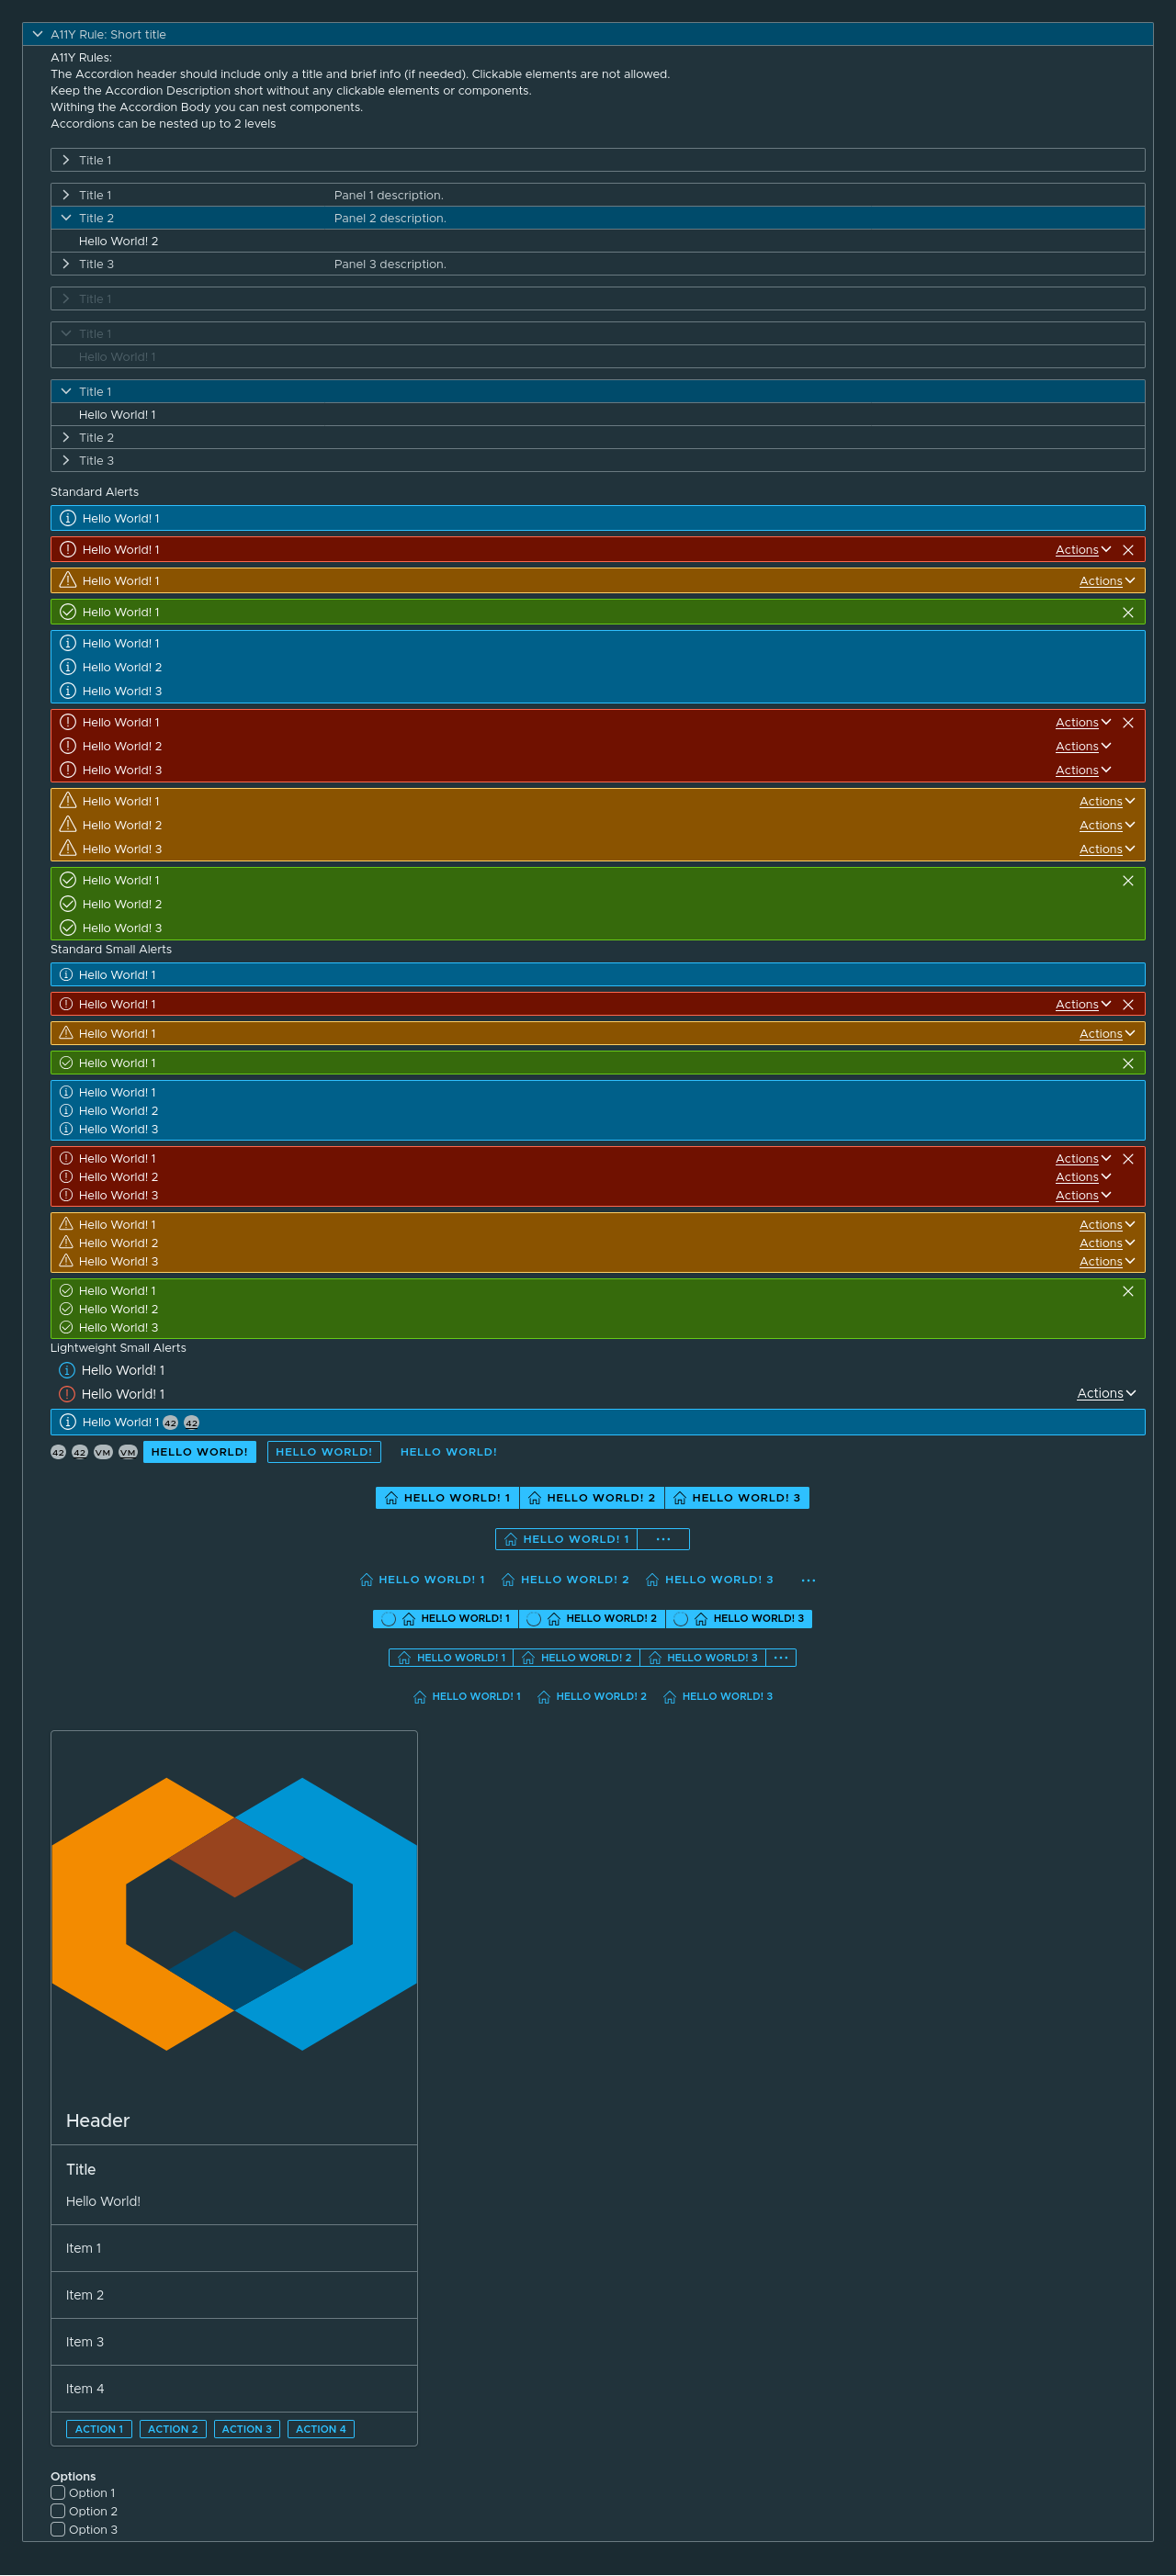 A11Y Rule: Short title
A11Y Rules:
The Accordion header should include only a title and brief info (if needed). Clickable elements are not allowed.
Keep the Accordion Description short without any clickable elements or components.
Withing the Accordion Body you can nest components.
Accordions can be nested up to 2 levels
Title 1
Title 1 Panel 1 description.
Title 2 Panel 2 description.
Hello World! 2
Title 3 Panel 3 description.
Title 1
Title 1
Hello World! 1
Title 1
Hello World! 1
Title 2
Title 3
Standard Alerts
Hello World! 1
Hello World! 1 Actions
Hello World! 1 Actions
Hello World! 1
Hello World! 1
Hello World! 2
Hello World! 3
Hello World! 1 Actions
Hello World! 2 Actions
Hello World! 3 Actions
Hello World! 1 Actions
Hello World! 2 Actions
Hello World! 3 Actions
Hello World! 1
Hello World! 2
Hello World! 3
Standard Small Alerts
Hello World! 1
Hello World! 1 Actions
Hello World! 1 Actions
Hello World! 1
Hello World! 1
Hello World! 2
Hello World! 3
Hello World! 1 Actions
Hello World! 2 Actions
Hello World! 3 Actions
Hello World! 1 Actions
Hello World! 2 Actions
Hello World! 3 Actions
Hello World! 1
Hello World! 2
Hello World! 3
Lightweight Small Alerts
Hello World! 1
Hello World! 1 Actions
Hello World! 1 42 42
42 42 VM VM HELLO WORLD! HELLO WORLD! HELLO WORLD!
HELLO WORLD! 1 HELLO WORLD! 2 HELLO WORLD! 3
HELLO WORLD! 1 ...
HELLO WORLD! 1 HELLO WORLD! 2 HELLO WORLD! 3 ...
HELLO WORLD! 1 HELLO WORLD! 2 HELLO WORLD! 3
HELLO WORLD! 1 HELLO WORLD! 2 HELLO WORLD! 3 ...
HELLO WORLD! 1 HELLO WORLD! 2 HELLO WORLD! 3
Header
Title
Hello World!
Item 1
Item 2
Item 3
Item 4
ACTION 1 ACTION 2 ACTION 3 ACTION 4
Options
Option 1
Option 2
Option 3